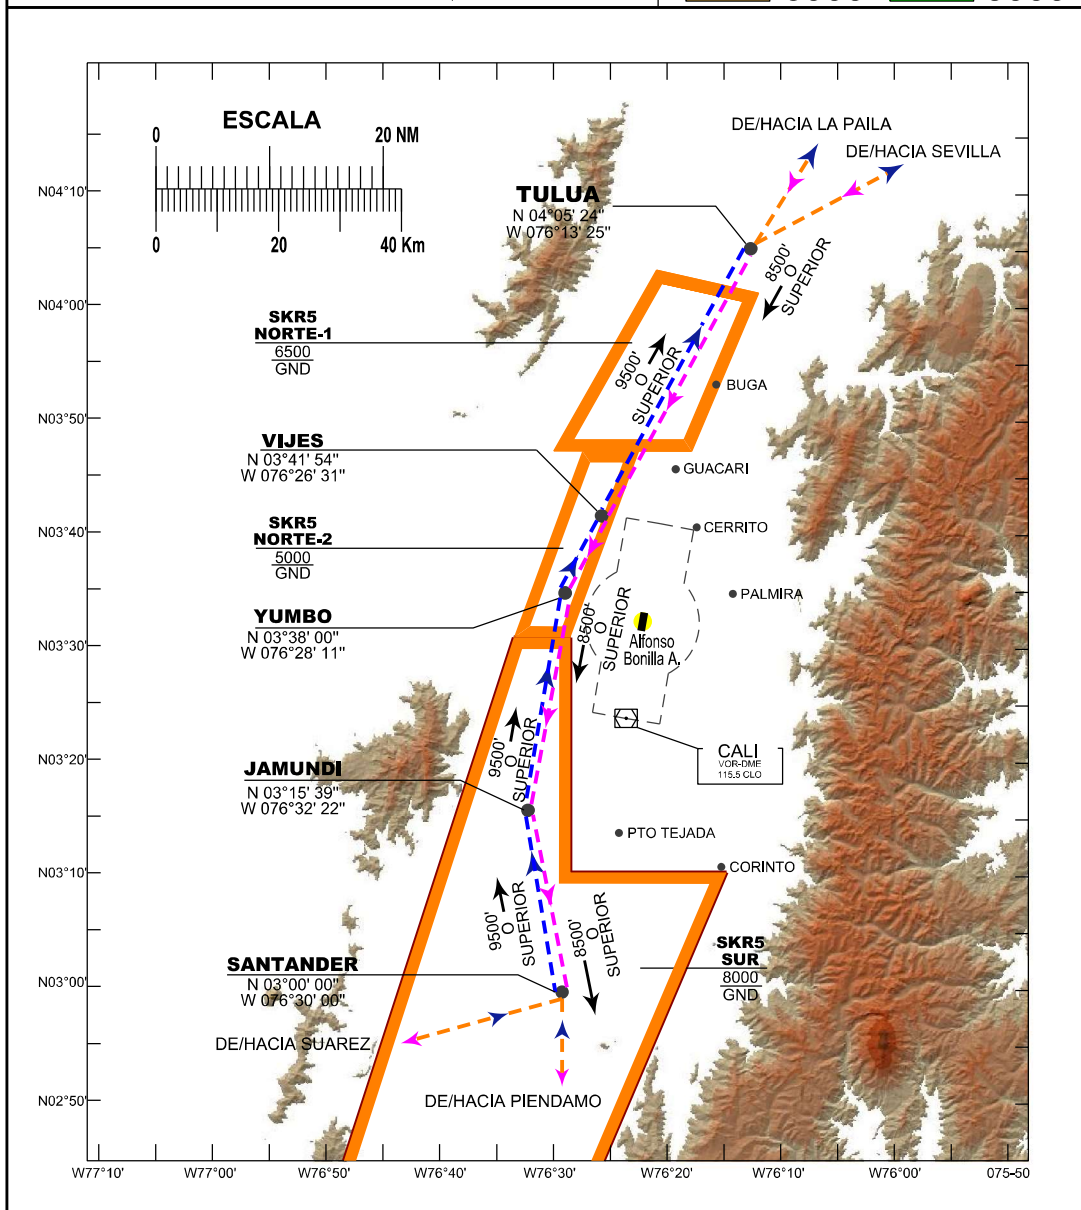 ESCALA
0 20 NM
0 20 40 Km
DE/HACIA LA PAILA
DE/HACIA SEVILLA
TULUA
N 04°05' 24"
W 076°13' 25"
8500'
O
SUPERIOR
SKR5
NORTE-1
6500
GND
9500'
O
SUPERIOR
BUGA
VIJES
N 03°41' 54"
W 076°26' 31"
GUACARI
SKR5
NORTE-2
5000
GND
CERRITO
PALMIRA
YUMBO
N 03°38' 00"
W 076°28' 11"
8500'
O
SUPERIOR
Alfonso
Bonilla A.
9500'
O
SUPERIOR
CALI
VOR-DME
115.5 CLO
JAMUNDI
N 03°15' 39"
W 076°32' 22"
PTO TEJADA
CORINTO
9500'
O
SUPERIOR
8500'
O
SUPERIOR
SKR5
SUR
8000
GND
SANTANDER
N 03°00' 00"
W 076°30' 00"
DE/HACIA SUAREZ
DE/HACIA PIENDAMO
N04°10'
N04°00'
N03°50'
N03°40'
N03°30'
N03°20'
N03°10'
N03°00'
N02°50'
W77°10' W77°00' W76°50' W76°40' W76°30' W76°20' W76°10' W76°00' 075-50